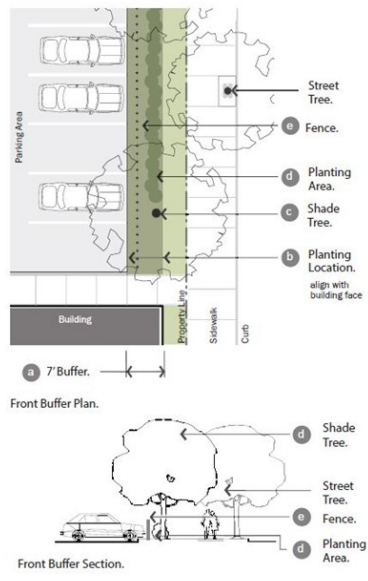 Parking Area
Street
Tree.
e Fence.
d Planting
Area.
c Shade
Tree.
b Planting
Location.
align with
building face
Building
Property Line
Sidewalk
Curb
a 7' Buffer.
Front Buffer Plan.
d Shade
Tree.
Street
Tree.
e Fence.
d Planting
Area.
Front Buffer Section.